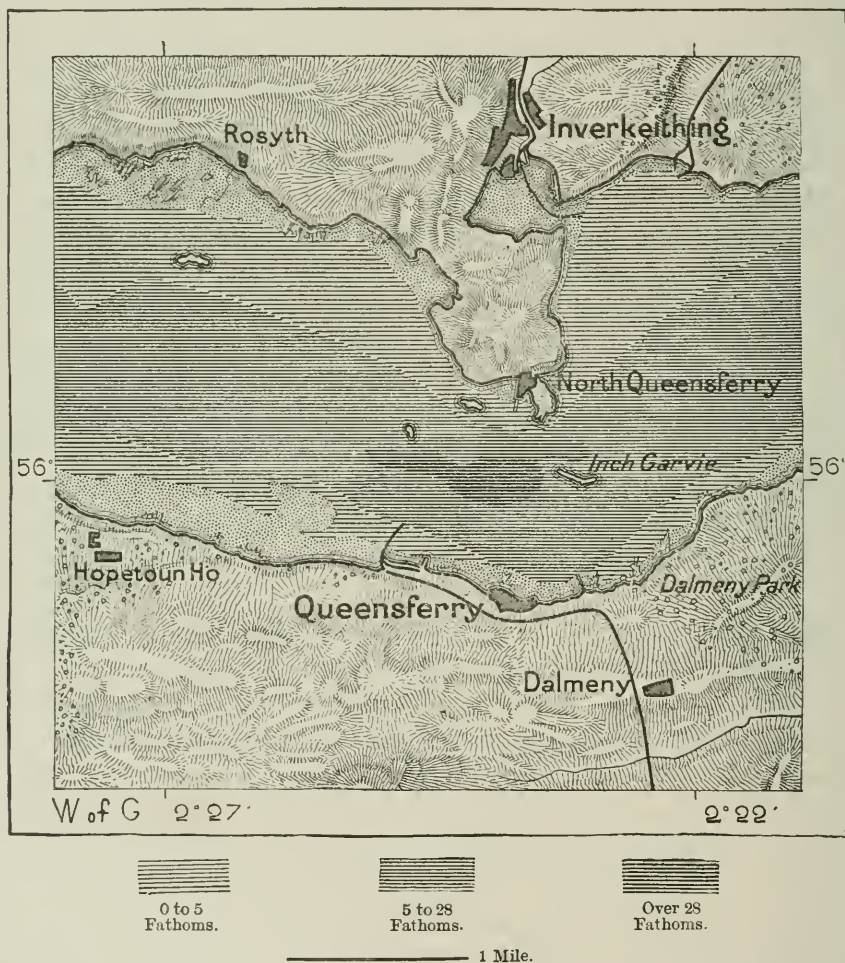 Rosyth
Inverkeithing
North Queensferry
56°
Inch Garvie
56°
Hopetoun Ho
Dalmeny Park
Queensferry
Dalmeny
W of G 2°27' 2°22'
0 to 5
Fathoms.
5 to 28
Fathoms.
Over 28
Fathoms.
1 Mile.